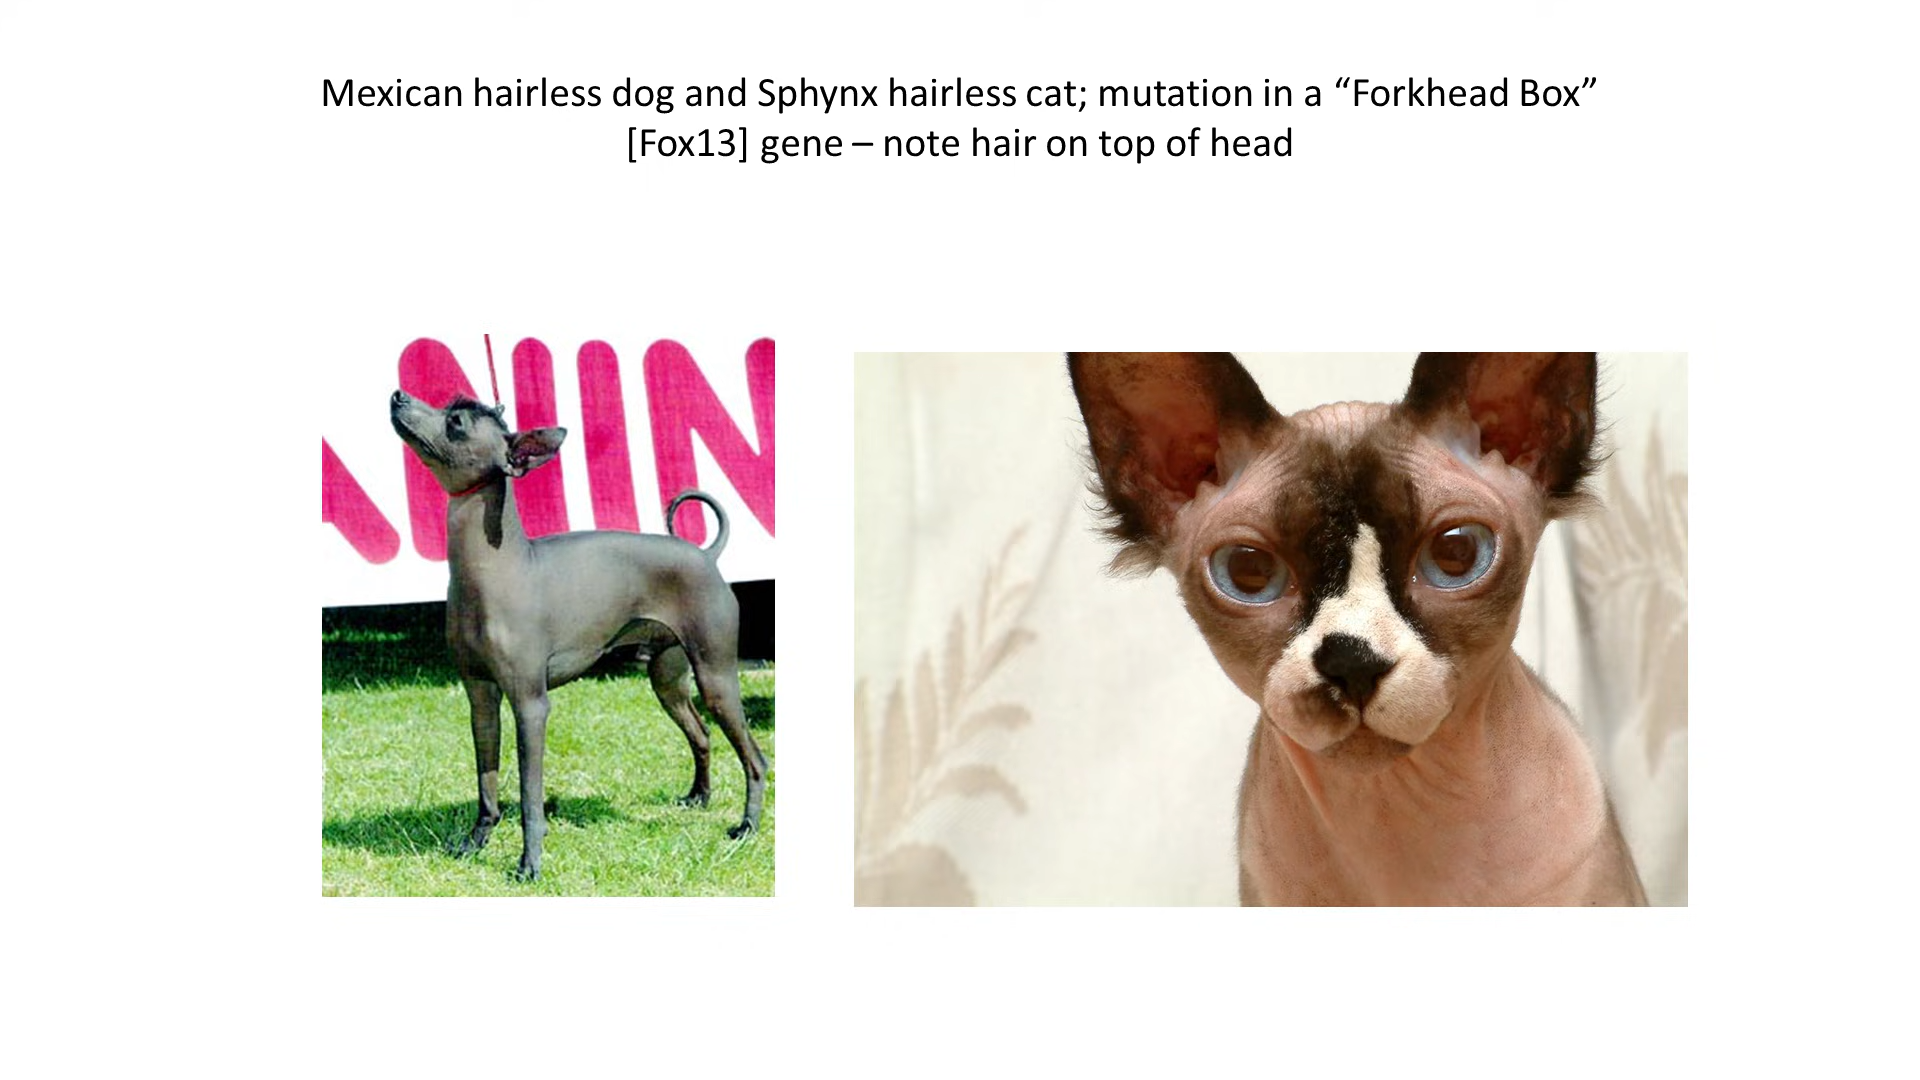 Mexican hairless dog and Sphynx hairless cat; mutation in a “Forkhead Box”
[Fox13] gene – note hair on top of head
ANIN